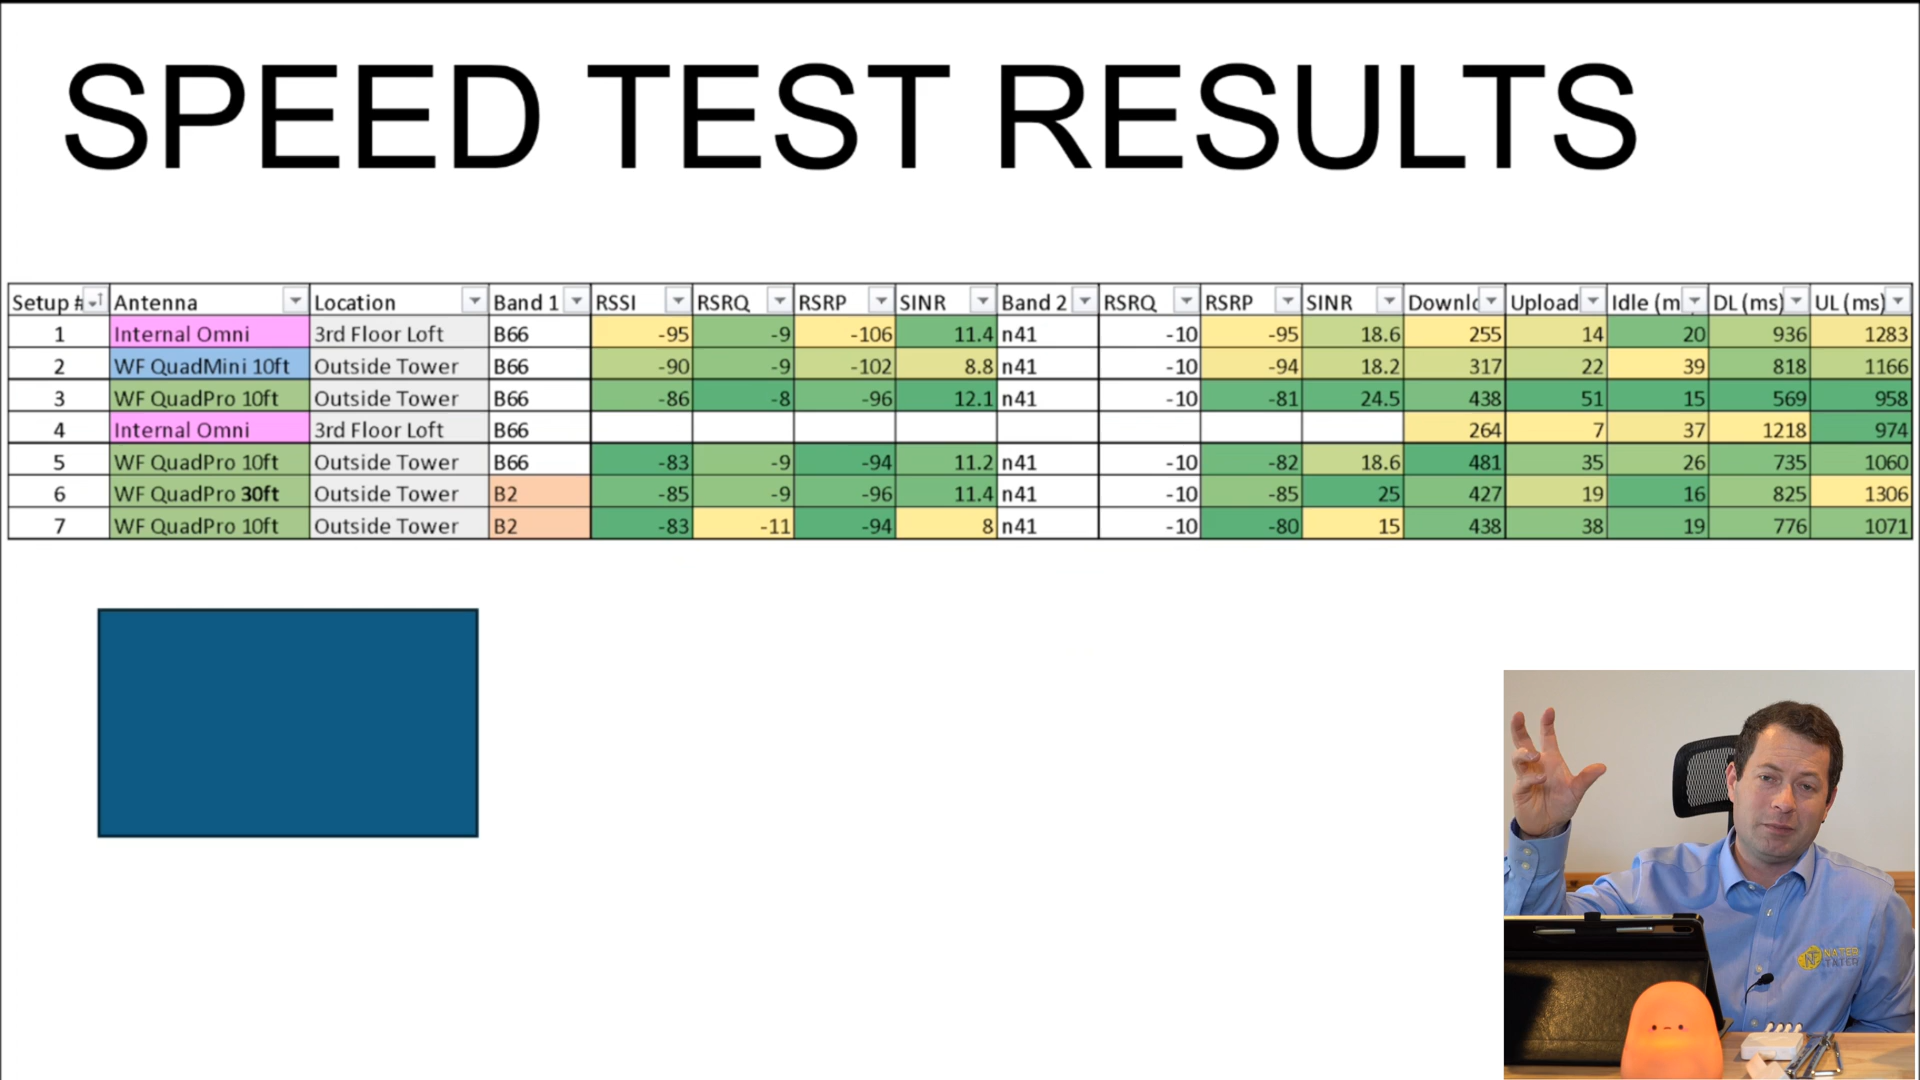 SPEED TEST RESULTS
Setup # Antenna Location Band 1 RSSI RSRQ RSRP SINR Band 2 RSRQ RSRP SINR Downlo Upload Idle (m DL (ms) UL (ms)
1 Internal Omni 3rd Floor Loft B66 -95 -9 -106 11.4 n41 -10 -95 18.6 255 14 20 936 1283
2 WF QuadMini 10ft Outside Tower B66 -90 -9 -102 8.8 n41 -10 -94 18.2 317 22 39 818 1166
3 WF QuadPro 10ft Outside Tower B66 -86 -8 -96 12.1 n41 -10 -81 24.5 438 51 15 569 958
4 Internal Omni 3rd Floor Loft B66 264 7 37 1218 974
5 WF QuadPro 10ft Outside Tower B66 -83 -9 -94 11.2 n41 -10 -82 18.6 481 35 26 735 1060
6 WF QuadPro 30ft Outside Tower B2 -85 -9 -96 11.4 n41 -10 -85 25 427 19 16 825 1306
7 WF QuadPro 10ft Outside Tower B2 -83 -11 -94 8 n41 -10 -80 15 438 38 19 776 1071
NATER
TATER